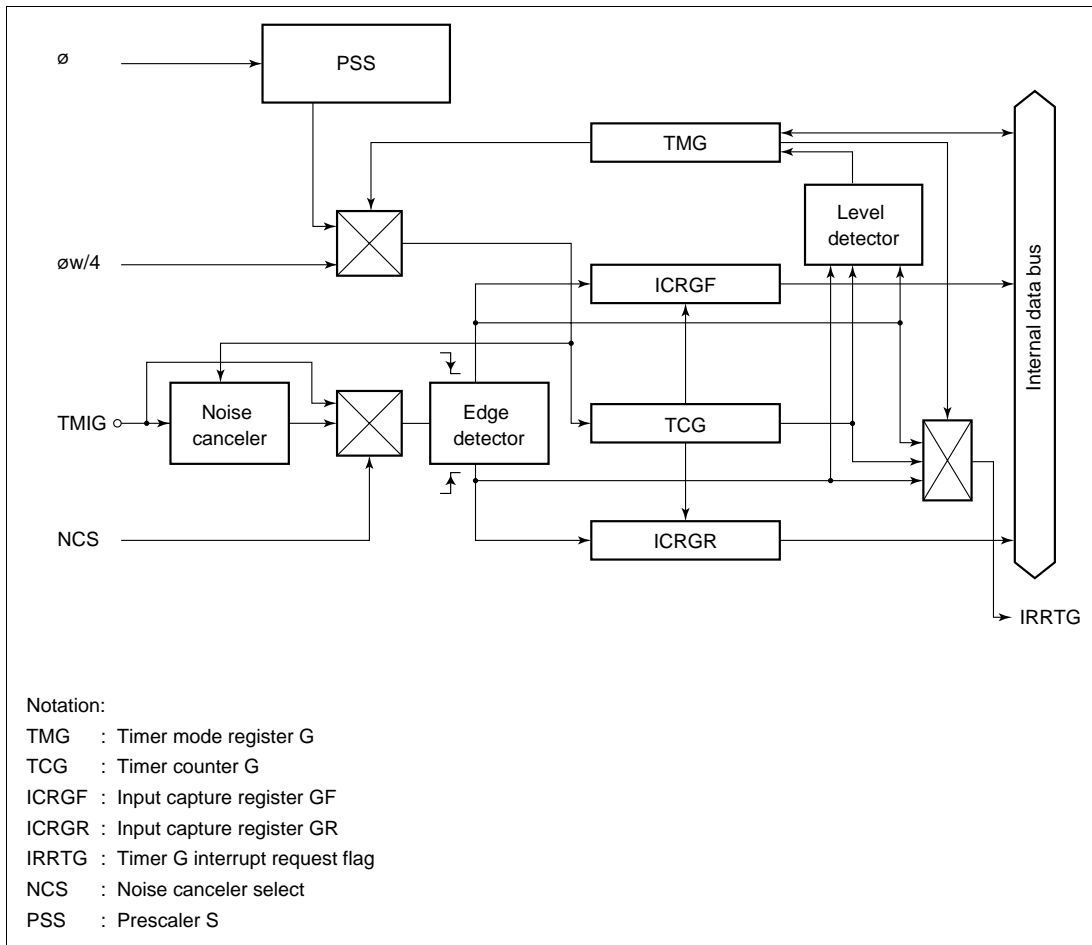 ø
PSS
TMG
Level
detector
øw/4
ICRGF
Internal data bus
TMIG
Noise
canceler
Edge
detector
TCG
NCS
ICRGR
IRRTG
Notation:
TMG : Timer mode register G
TCG : Timer counter G
ICRGF : Input capture register GF
ICRGR : Input capture register GR
IRRTG : Timer G interrupt request flag
NCS : Noise canceler select
PSS : Prescaler S